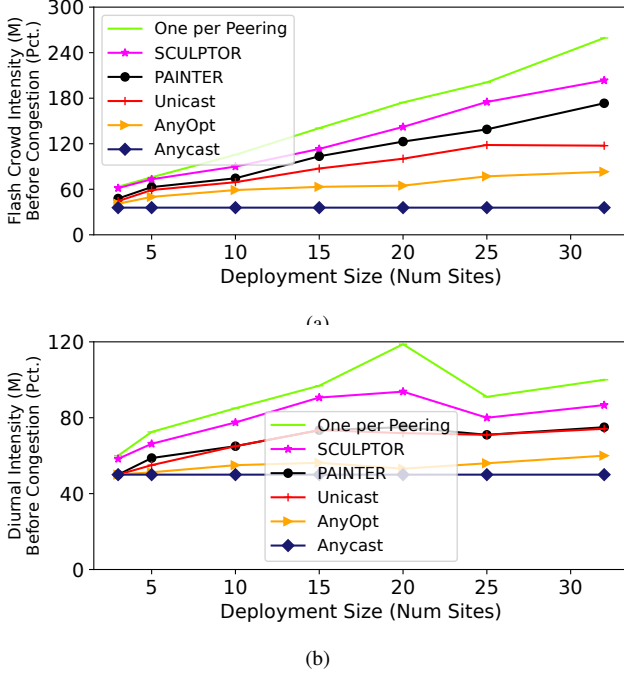 Flash Crowd Intensity (M)
Before Congestion (Pct.)
300
240
180
120
60
0
One per Peering
SCULPTOR
PAINTER
Unicast
AnyOpt
Anycast
5 10 15 20 25 30
Deployment Size (Num Sites)
(a)
Diurnal Intensity (M)
Before Congestion (Pct.)
120
80
40
0
One per Peering
SCULPTOR
PAINTER
Unicast
AnyOpt
Anycast
5 10 15 20 25 30
Deployment Size (Num Sites)
(b)